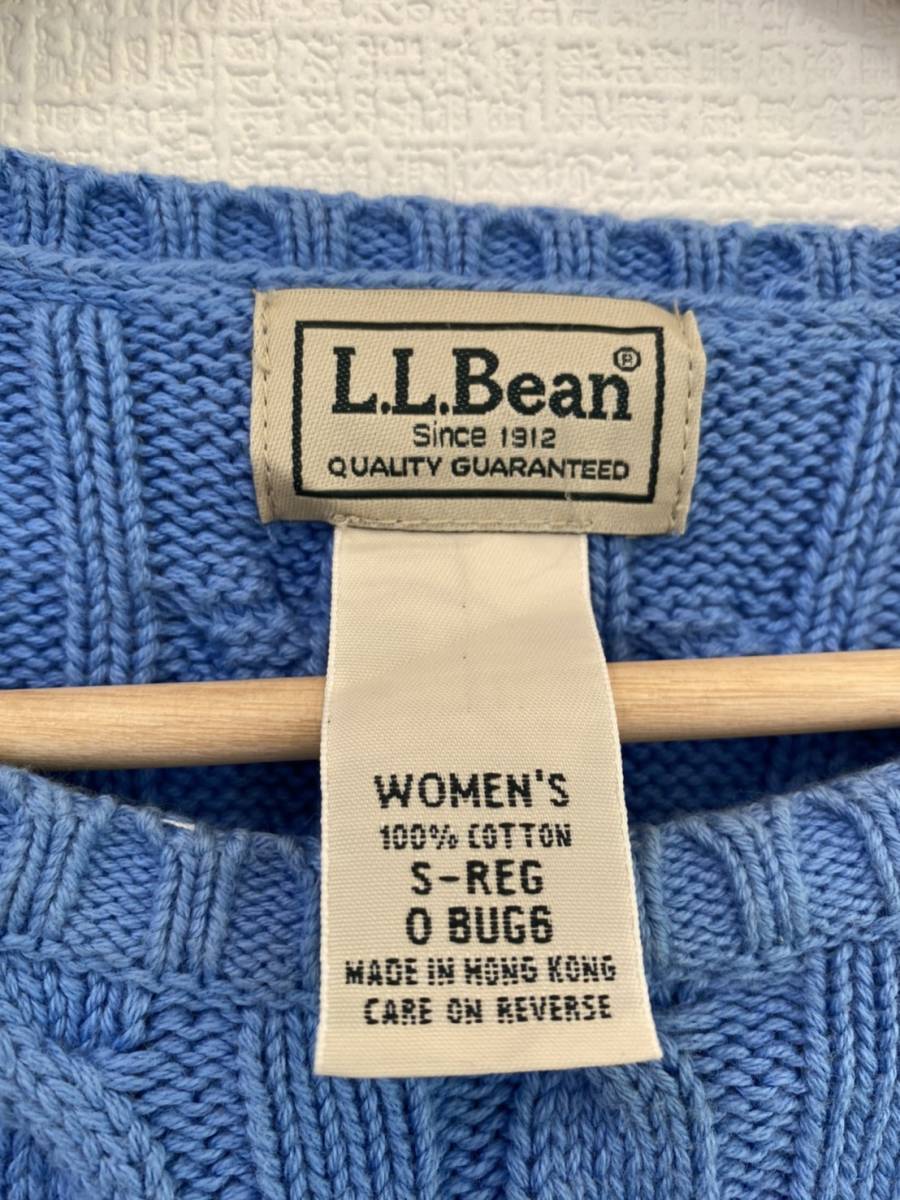 L.L.Bean®
Since 1912
QUALITY GUARANTEED
WOMEN'S
100% COTTON
S-REG
0 BUG6
MADE IN HONG KONG
CARE ON REVERSE